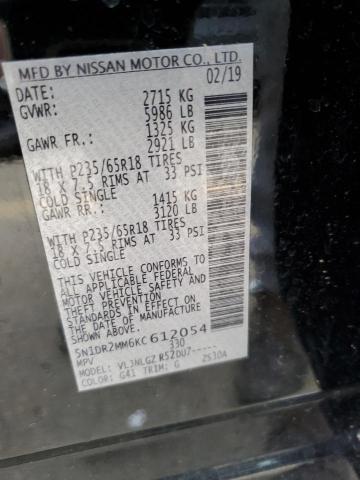 MFD BY NISSAN MOTOR CO., LTD.
DATE: 02/19
GVWR: 2715 KG
5986 LB
GAWR FR.: 1325 KG
2921 LB
WITH P235/65R18 TIRES
18 X 7.5 RIMS AT 33 PSI
COLD SINGLE
GAWR RR.: 1415 KG
3120 LB
WITH P235/65R18 TIRES
18 X 7.5 RIMS AT 33 PSI
COLD SINGLE
THIS VEHICLE CONFORMS TO
ALL APPLICABLE FEDERAL
MOTOR VEHICLE SAFETY AND
THEFT PREVENTION
STANDARDS IN EFFECT ON
THE DATE OF MFR. SHOWN
ABOVE.
5N1DR2MM6KC612054
MPV 330
MODEL: VLJNLGZ R52DU7-----
COLOR: G41 TRIM: G 2S30A